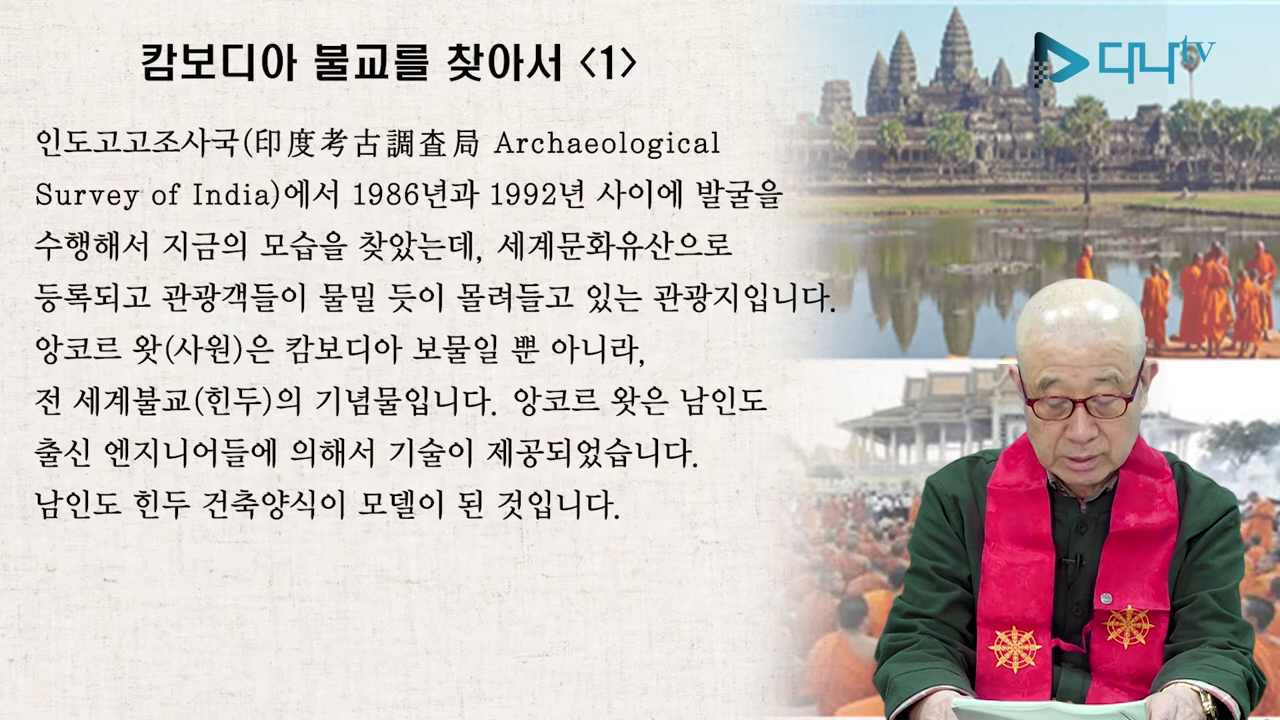 캄보디아 불교를 찾아서 <1>
다나tv
인도고고조사국(印度考古調査局 Archaeological
Survey of India)에서 1986년과 1992년 사이에 발굴을
수행해서 지금의 모습을 찾았는데, 세계문화유산으로
등록되고 관광객들이 물밀 듯이 몰려들고 있는 관광지입니다.
앙코르 왓(사원)은 캄보디아 보물일 뿐 아니라,
전 세계불교(힌두)의 기념물입니다. 앙코르 왓은 남인도
출신 엔지니어들에 의해서 기술이 제공되었습니다.
남인도 힌두 건축양식이 모델이 된 것입니다.